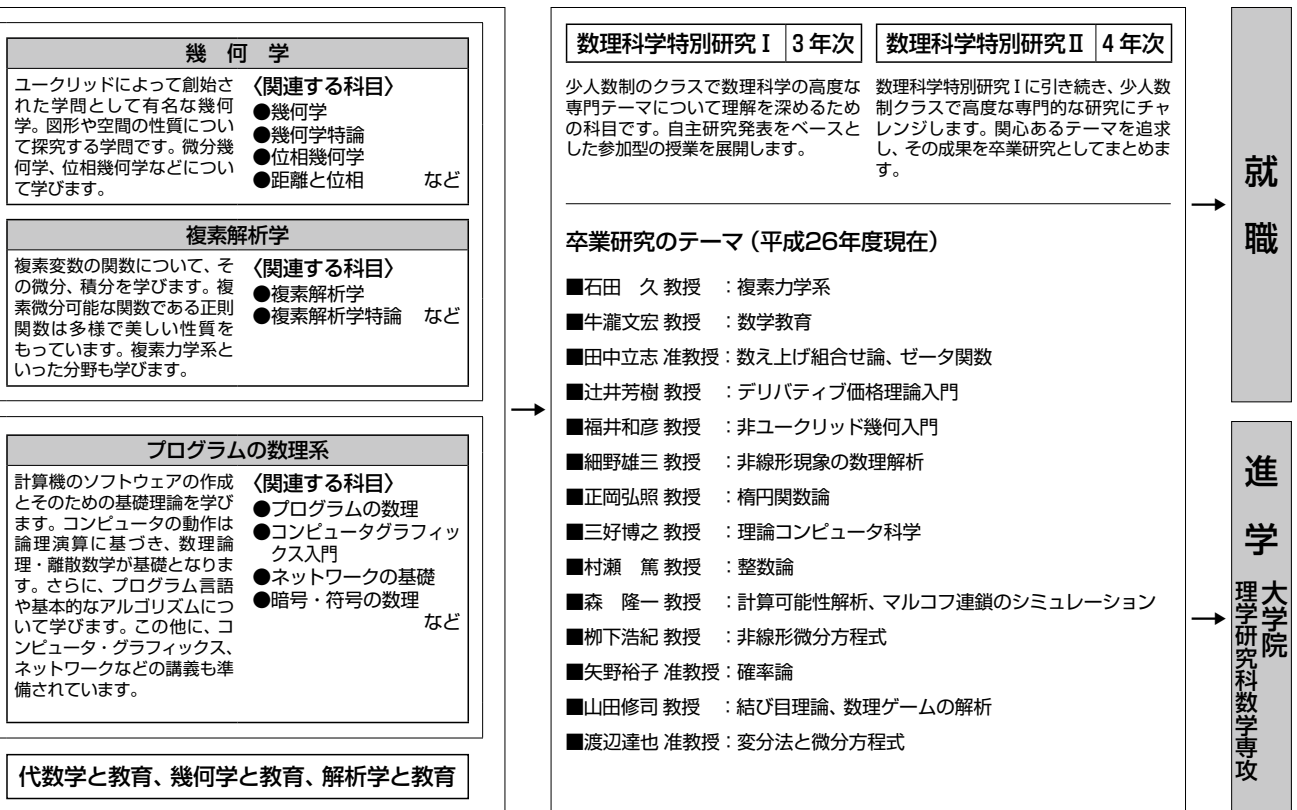 幾 何 学
ユークリッドによって創始さ
れた学問として有名な幾何
学。図形や空間の性質につい
て探究する学問です。微分幾
何学、位相幾何学などについ
て学びます。
〈関連する科目〉
●幾何学
●幾何学特論
●位相幾何学
●距離と位相 など
複素解析学
複素変数の関数について、そ
の微分、積分を学びます。複
素微分可能な関数である正則
関数は多様で美しい性質を
もっています。複素力学系と
いった分野も学びます。
〈関連する科目〉
●複素解析学
●複素解析学特論 など
プログラムの数理系
計算機のソフトウェアの作成
とそのための基礎理論を学び
ます。コンピュータの動作は
論理演算に基づき、数理論
理・離散数学が基礎となりま
す。さらに、プログラム言語
や基本的なアルゴリズムにつ
いて学びます。この他に、コ
ンピュータ・グラフィックス、
ネットワークなどの講義も準
備されています。
〈関連する科目〉
●プログラムの数理
●コンピュータグラフィッ
クス入門
●ネットワークの基礎
●暗号・符号の数理
など
代数学と教育、幾何学と教育、解析学と教育
→
数理科学特別研究Ⅰ 3年次
少人数制のクラスで数理科学の高度な
専門テーマについて理解を深めるため
の科目です。自主研究発表をベースと
した参加型の授業を展開します。
数理科学特別研究Ⅱ 4年次
数理科学特別研究Ⅰに引き続き、少人数
制クラスで高度な専門的な研究にチャ
レンジします。関心あるテーマを追求
し、その成果を卒業研究としてまとめま
す。
卒業研究のテーマ（平成26年度現在）
■石田 久 教授 ：複素力学系
■牛瀧文宏 教授 ：数学教育
■田中立志 准教授：数え上げ組合せ論、ゼータ関数
■辻井芳樹 教授 ：デリバティブ価格理論入門
■福井和彦 教授 ：非ユークリッド幾何入門
■細野雄三 教授 ：非線形現象の数理解析
■正岡弘照 教授 ：楕円関数論
■三好博之 教授 ：理論コンピュータ科学
■村瀬 篤 教授 ：整数論
■森 隆一 教授 ：計算可能性解析、マルコフ連鎖のシミュレーション
■栁下浩紀 教授 ：非線形微分方程式
■矢野裕子 准教授：確率論
■山田修司 教授 ：結び目理論、数理ゲームの解析
■渡辺達也 准教授：変分法と微分方程式
→
就職
→
進学
大学院
理学研究科数学専攻